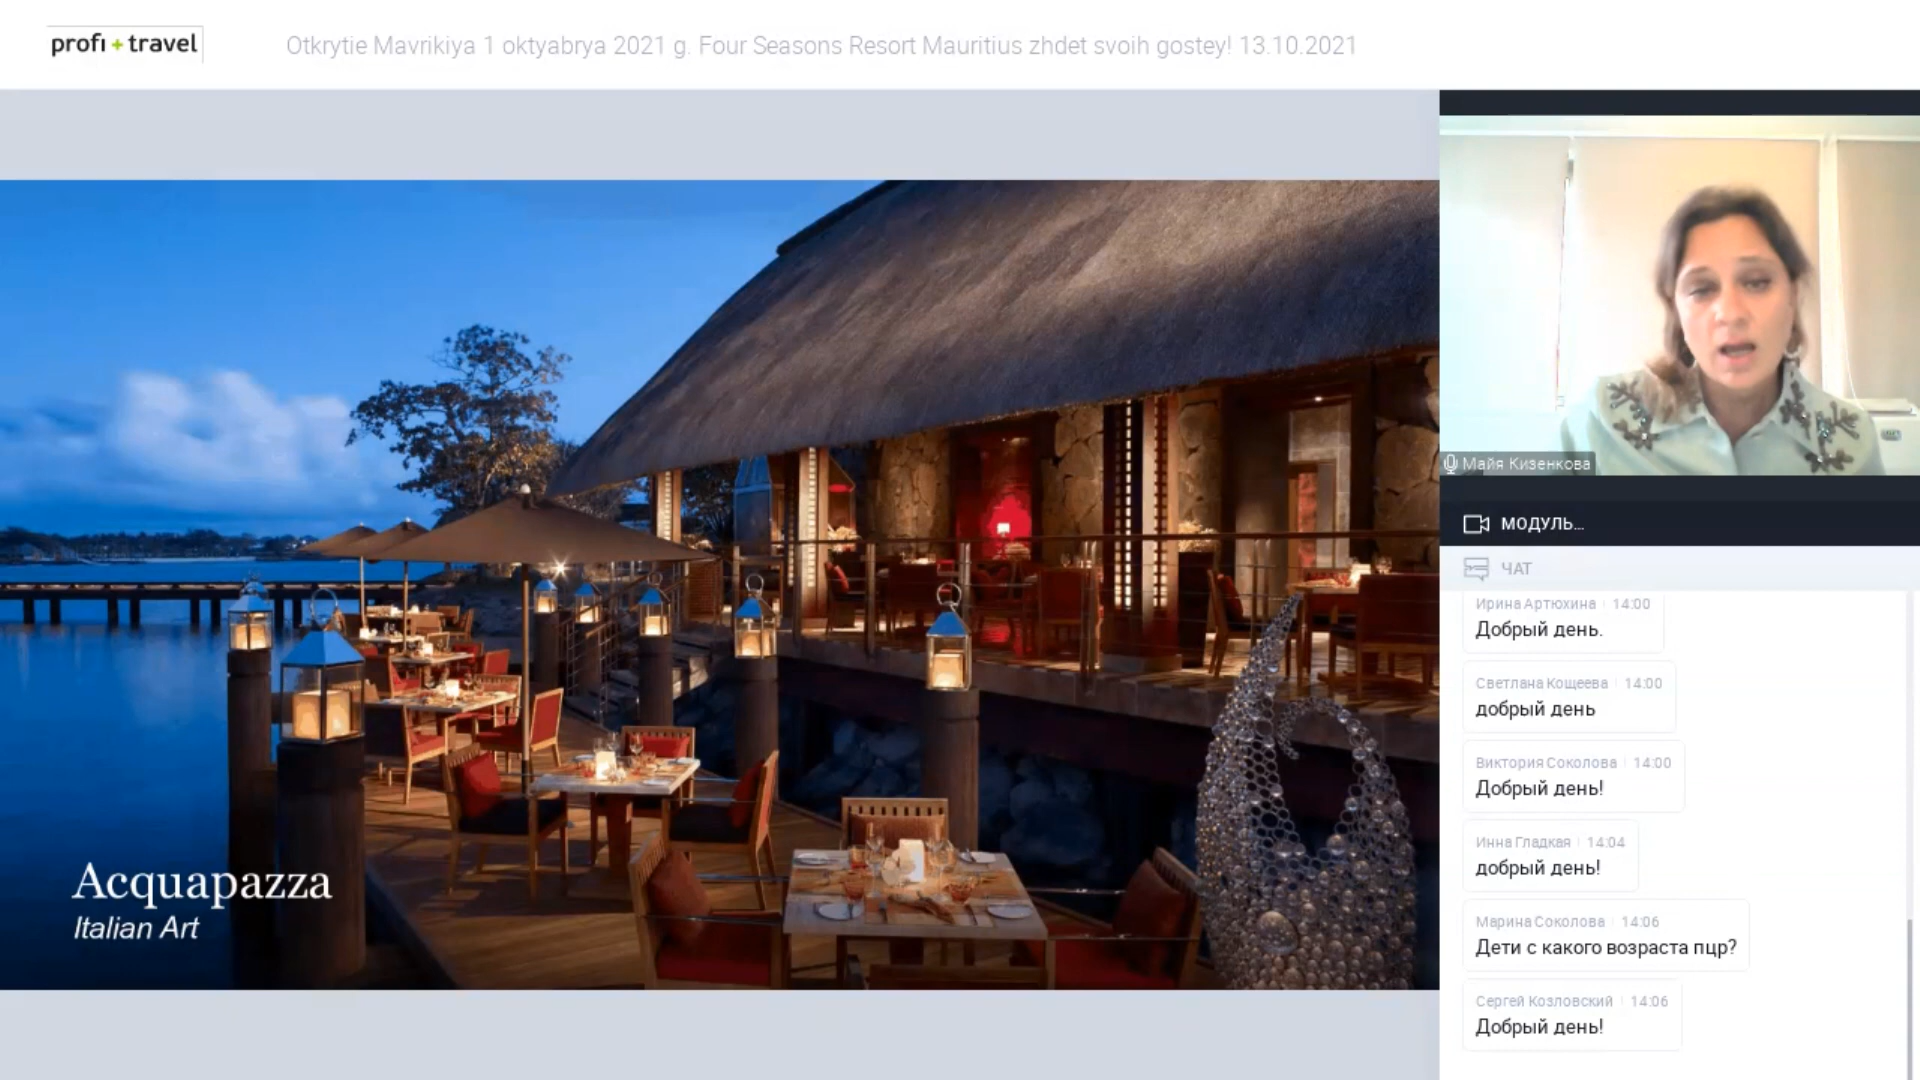 profi + travel
Otkrytie Mavrikiya 1 oktyabrya 2021 g. Four Seasons Resort Mauritius zhdet svoih gostey! 13.10.2021
Майя Кизенкова
МОДУЛЬ...
ЧАТ
Ирина Артюхина 14:00
Добрый день.
Светлана Кощеева 14:00
добрый день
Виктория Соколова 14:00
Добрый день!
Инна Гладкая 14:04
добрый день!
Марина Соколова 14:06
Дети с какого возраста пцр?
Сергей Козловский 14:06
Добрый день!
Acquapazza
Italian Art